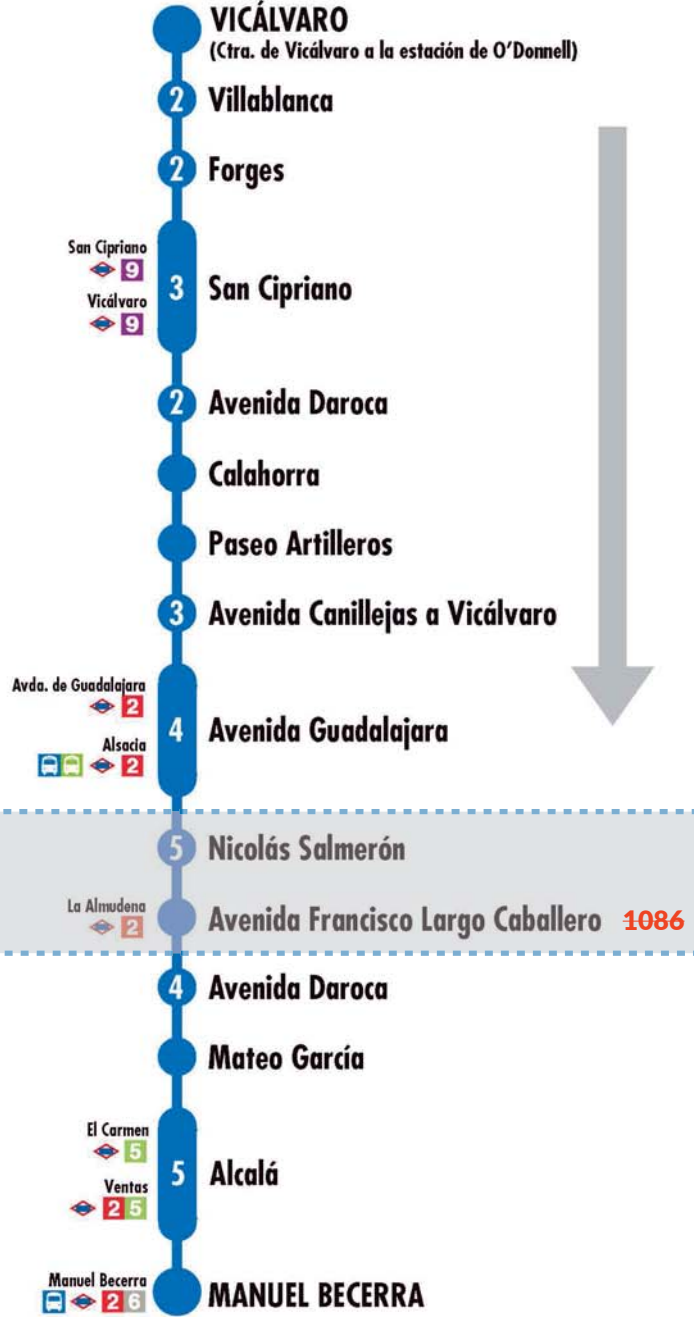 VICÁLVARO
(Ctra. de Vicálvaro a la estación de O'Donnell)
2 Villablanca
2 Forges
San Cipriano
9
Vicálvaro
9
3 San Cipriano
2 Avenida Daroca
Calahorra
Paseo Artilleros
3 Avenida Canillejas a Vicálvaro
Avda. de Guadalajara
2
Alsacia
2
4 Avenida Guadalajara
5 Nicolás Salmerón
La Almudena
2
Avenida Francisco Largo Caballero 1086
4 Avenida Daroca
Mateo García
El Carmen
5
Ventas
2 5
5 Alcalá
Manuel Becerra
2 6
MANUEL BECERRA